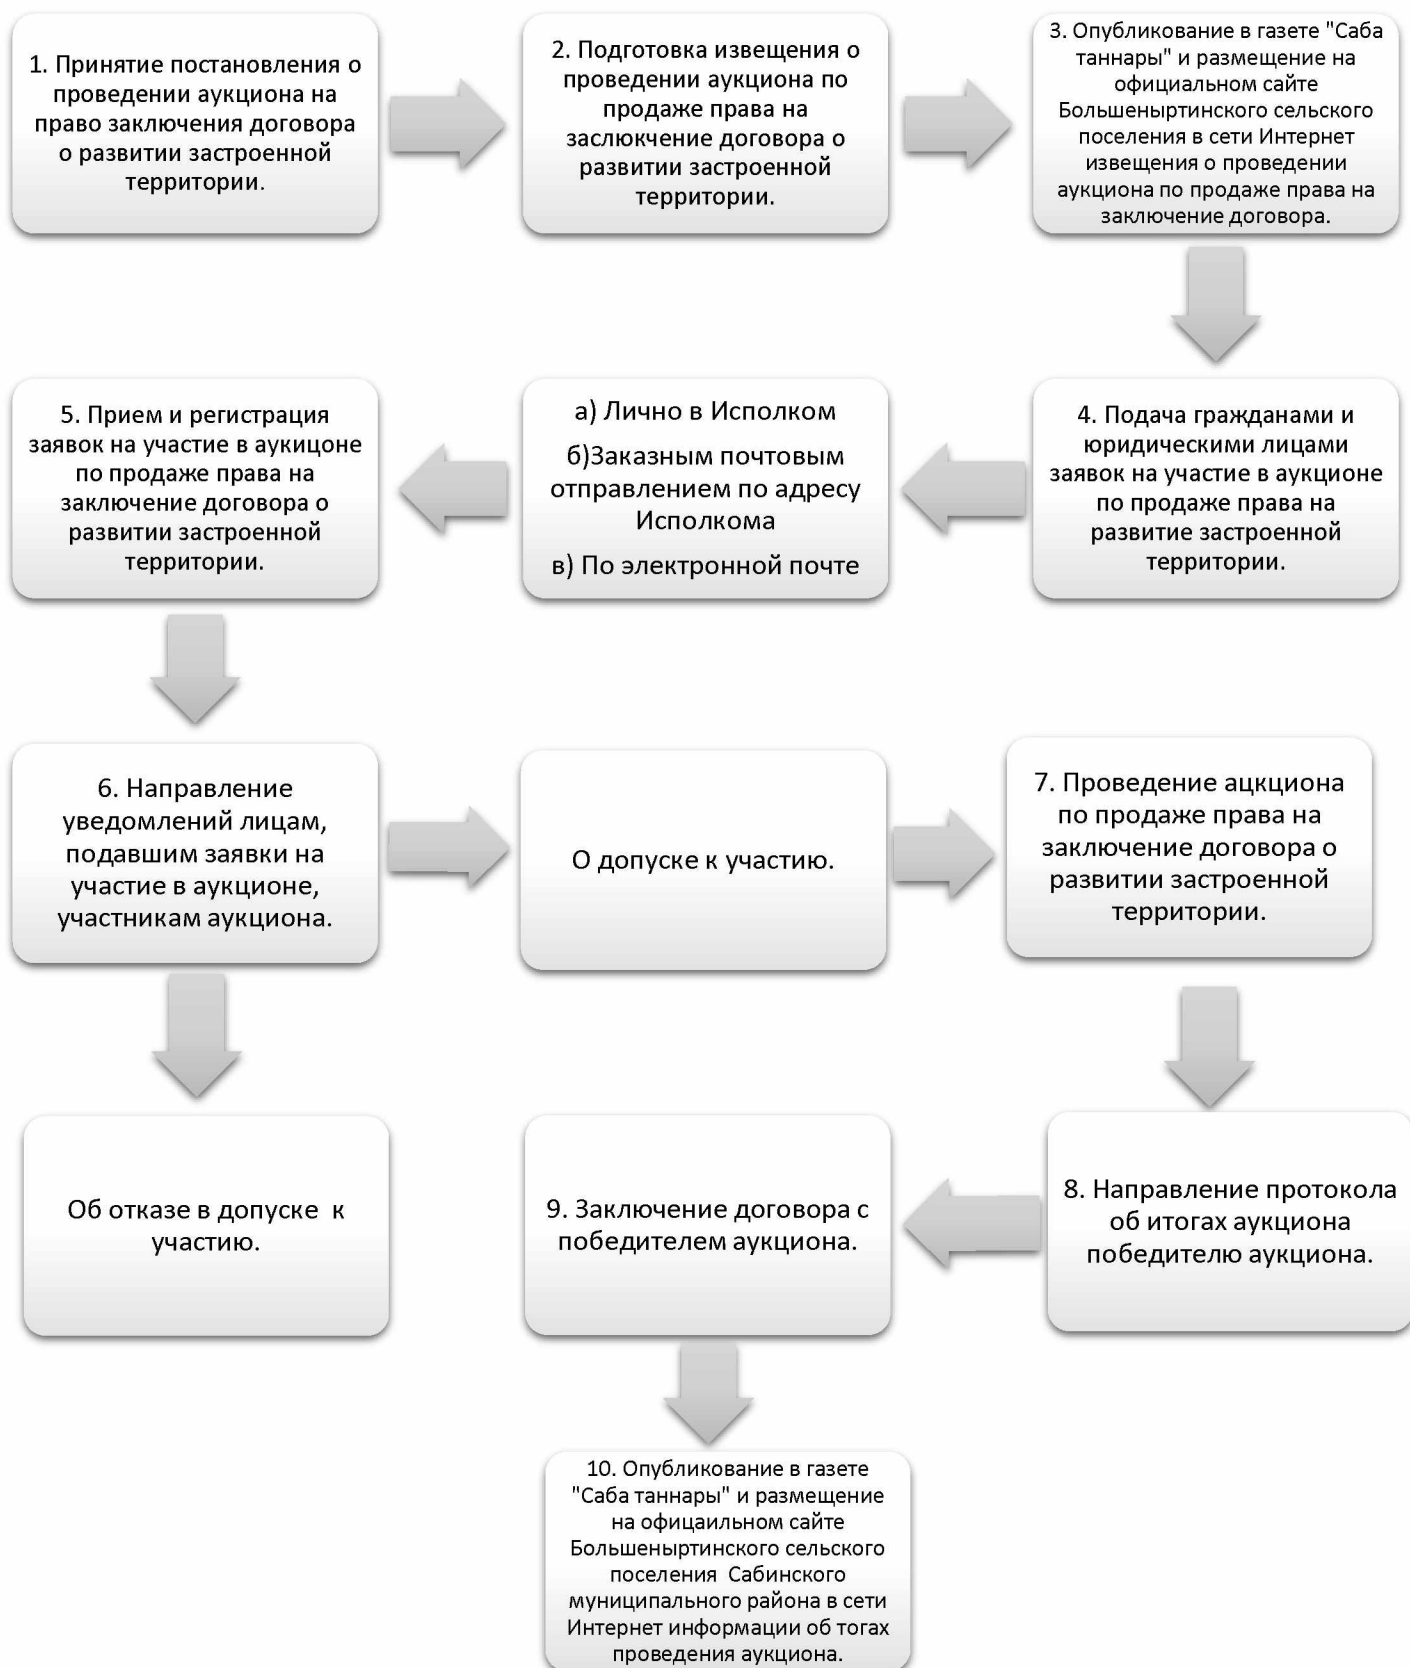 1. Принятие постановления о
проведении аукциона на
право заключения договора
о развитии застроенной
территории.
2. Подготовка извещения о
проведении аукциона по
продаже права на
заслюкчение договора о
развитии застроенной
территории.
3. Опубликование в газете "Саба
таннары" и размещение на
официальном сайте
Большеныртинского сельского
поселения в сети Интернет
извещения о проведении
аукциона по продаже права на
заключение договора.
4. Подача гражданами и
юридическими лицами
заявок на участие в аукционе
по продаже права на
развитие застроенной
территории.
а) Лично в Исполком
б)Заказным почтовым
отправлением по адресу
Исполкома
в) По электронной почте
5. Прием и регистрация
заявок на участие в аукицоне
по продаже права на
заключение договора о
развитии застроенной
территории.
6. Направление
уведомлений лицам,
подавшим заявки на
участие в аукционе,
участникам аукциона.
О допуске к участию.
7. Проведение ацкциона
по продаже права на
заключение договора о
развитии застроенной
территории.
Об отказе в допуске  к
участию.
8. Направление протокола
об итогах аукциона
победителю аукциона.
9. Заключение договора с
победителем аукциона.
10. Опубликование в газете
"Саба таннары" и размещение
на офицаильном сайте
Большеныртинского сельского
поселения  Сабинского
муниципального района в сети
Интернет информации об тогах
проведения аукциона.